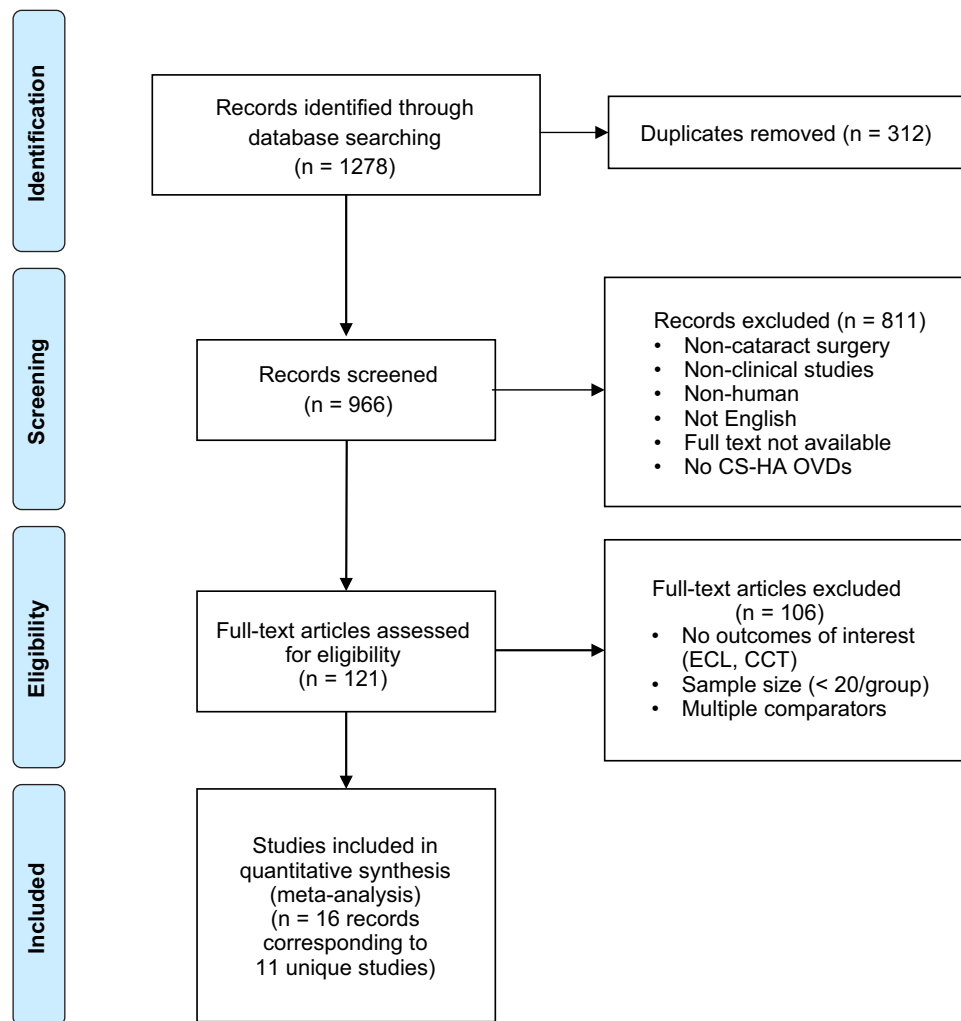 Identification
Records identified through
database searching
(n = 1278)
Duplicates removed (n = 312)
Screening
Records screened
(n = 966)
Records excluded (n = 811)
• Non-cataract surgery
• Non-clinical studies
• Non-human
• Not English
• Full text not available
• No CS-HA OVDs
Eligibility
Full-text articles assessed
for eligibility
(n = 121)
Full-text articles excluded
(n = 106)
• No outcomes of interest
(ECL, CCT)
• Sample size (< 20/group)
• Multiple comparators
Included
Studies included in
quantitative synthesis
(meta-analysis)
(n = 16 records
corresponding to
11 unique studies)